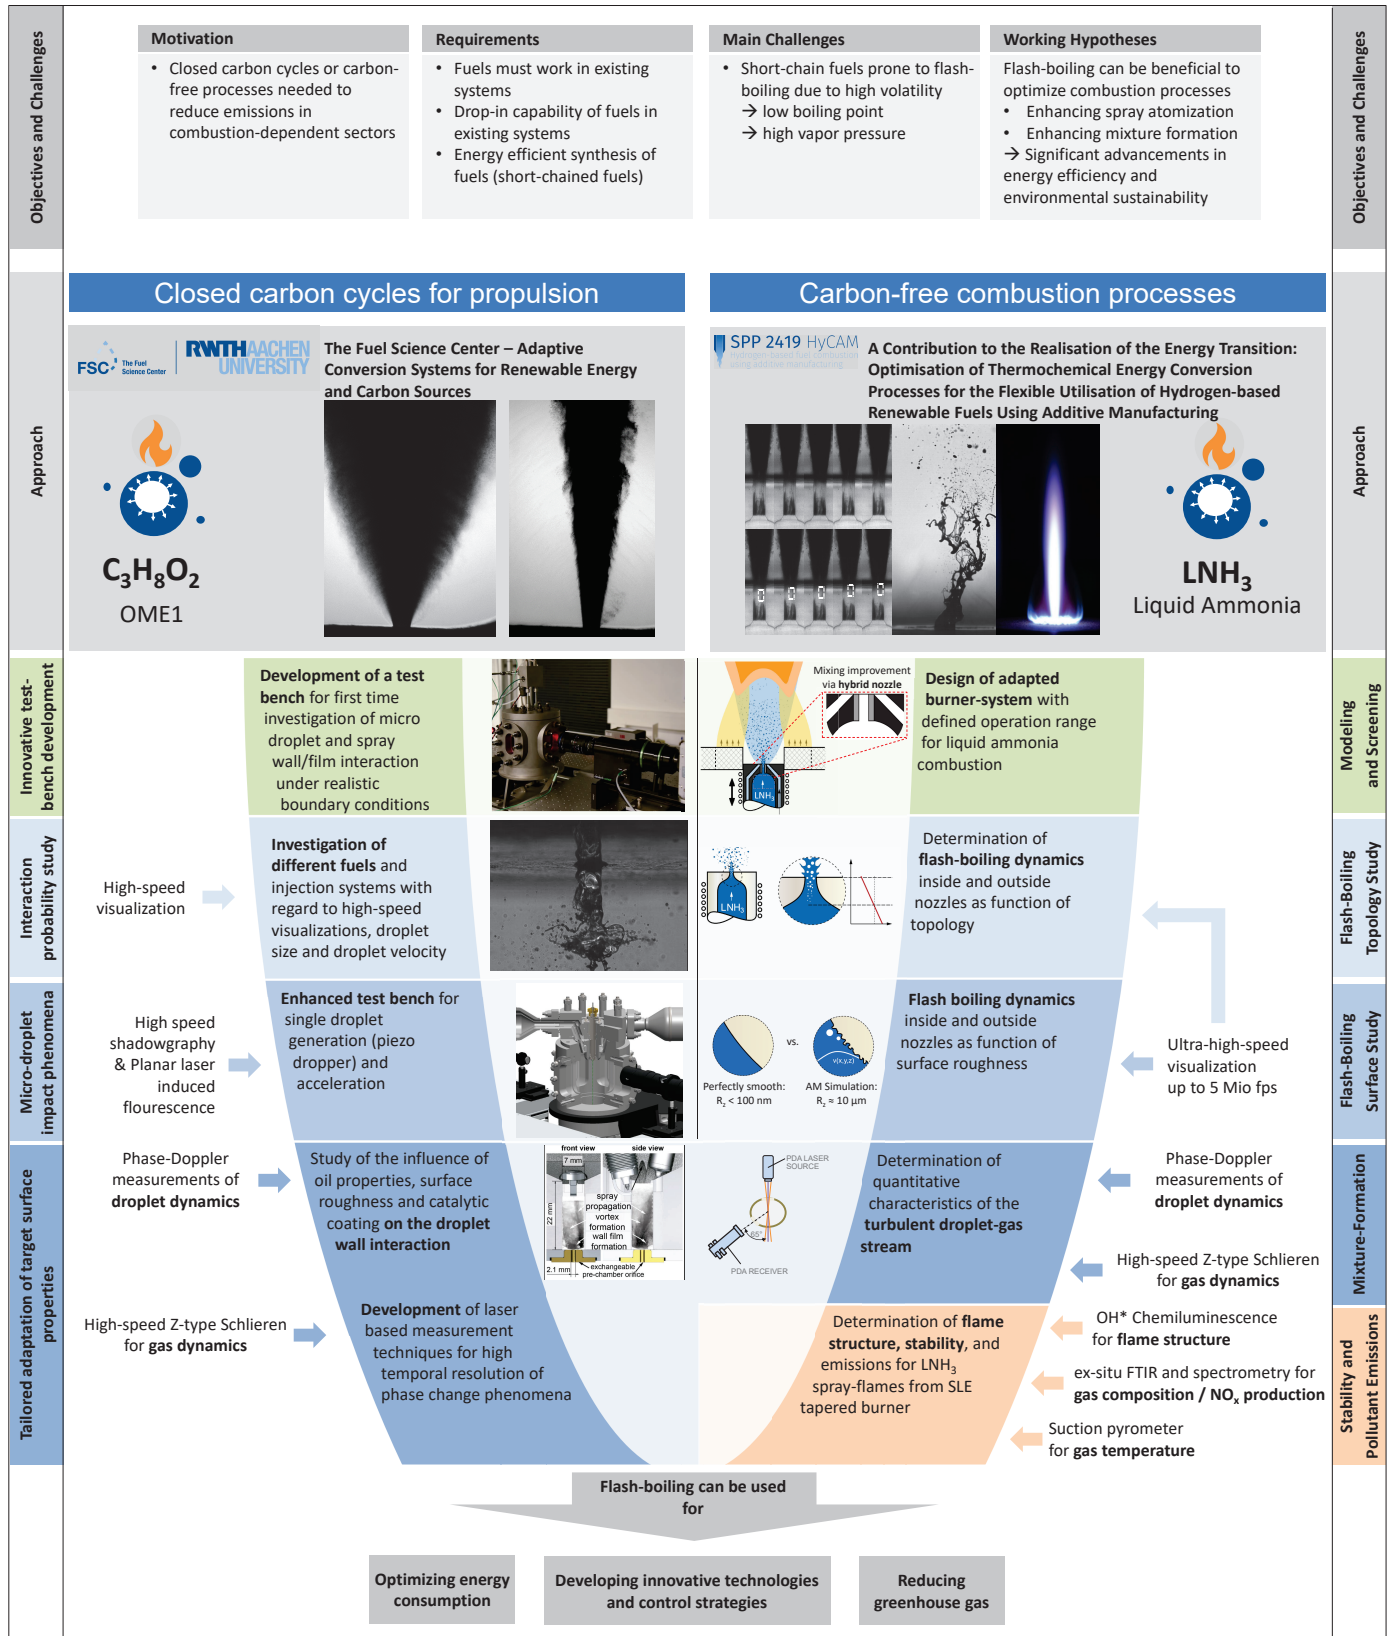 Objectives and Challenges
Motivation
• Closed carbon cycles or carbon-
free processes needed to
reduce emissions in
combustion-dependent sectors
Requirements
• Fuels must work in existing
systems
• Drop-in capability of fuels in
existing systems
• Energy efficient synthesis of
fuels (short-chained fuels)
Main Challenges
• Short-chain fuels prone to flash-
boiling due to high volatility
→ low boiling point
→ high vapor pressure
Working Hypotheses
Flash-boiling can be beneficial to
optimize combustion processes
• Enhancing spray atomization
• Enhancing mixture formation
→ Significant advancements in
energy efficiency and
environmental sustainability
Objectives and Challenges
Approach
Closed carbon cycles for propulsion
FSC The Fuel
Science Center
RWTH AACHEN
UNIVERSITY
The Fuel Science Center – Adaptive
Conversion Systems for Renewable Energy
and Carbon Sources
C₃H₈O₂
OME1
Carbon-free combustion processes
SPP 2419 HyCAM
Hydrogen-based fuel combustion
using additive manufacturing
A Contribution to the Realisation of the Energy Transition:
Optimisation of Thermochemical Energy Conversion
Processes for the Flexible Utilisation of Hydrogen-based
Renewable Fuels Using Additive Manufacturing
LNH₃
Liquid Ammonia
Approach
Innovative test-
bench development
Development of a test
bench for first time
investigation of micro
droplet and spray
wall/film interaction
under realistic
boundary conditions
Mixing improvement
via hybrid nozzle
LNH₃
Design of adapted
burner-system with
defined operation range
for liquid ammonia
combustion
Modeling
and Screening
Interaction
probability study
High-speed
visualization
Investigation of
different fuels and
injection systems with
regard to high-speed
visualizations, droplet
size and droplet velocity
LNH₃
Determination of
flash-boiling dynamics
inside and outside
nozzles as function of
topology
Flash-Boiling
Topology Study
Micro-droplet
impact phenomena
High speed
shadowgraphy
& Planar laser
induced
flourescence
Enhanced test bench for
single droplet
generation (piezo
dropper) and
acceleration
vs.
v(x,y,z)
Perfectly smooth:
R_z < 100 nm
AM Simulation:
R_z ≈ 10 µm
Flash boiling dynamics
inside and outside
nozzles as function of
surface roughness
Ultra-high-speed
visualization
up to 5 Mio fps
Flash-Boiling
Surface Study
Tailored adaptation of target surface
properties
Phase-Doppler
measurements of
droplet dynamics
Study of the influence of
oil properties, surface
roughness and catalytic
coating on the droplet
wall interaction
front view
side view
7 mm
22 mm
spray
propagation
vortex
formation
wall film
formation
exchangeable
pre-chamber orifice
2.1 mm
PDA LASER
SOURCE
65°
PDA RECEIVER
Determination of
quantitative
characteristics of the
turbulent droplet-gas
stream
Phase-Doppler
measurements of
droplet dynamics
High-speed Z-type Schlieren
for gas dynamics
Mixture-Formation
High-speed Z-type Schlieren
for gas dynamics
Development of laser
based measurement
techniques for high
temporal resolution of
phase change phenomena
Determination of flame
structure, stability, and
emissions for LNH₃
spray-flames from SLE
tapered burner
OH* Chemiluminescence
for flame structure
ex-situ FTIR and spectrometry for
gas composition / NOₓ production
Suction pyrometer
for gas temperature
Stability and
Pollutant Emissions
Flash-boiling can be used
for
Optimizing energy
consumption
Developing innovative technologies
and control strategies
Reducing
greenhouse gas